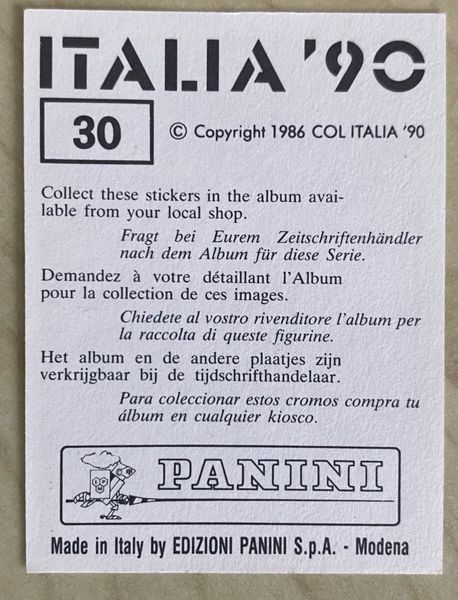 ITALIA '90
30
© Copyright 1986 COL ITALIA '90
Collect these stickers in the album avai-
lable from your local shop.
Fragt bei Eurem Zeitschriftenhändler
nach dem Album für diese Serie.
Demandez à votre détaillant l'Album
pour la collection de ces images.
Chiedete al vostro rivenditore l'album per
la raccolta di queste figurine.
Het album en de andere plaatjes zijn
verkrijgbaar bij de tijdschrifthandelaar.
Para coleccionar estos cromos compra tu
álbum en cualquier kiosco.
PANINI
Made in Italy by EDIZIONI PANINI S.p.A. - Modena